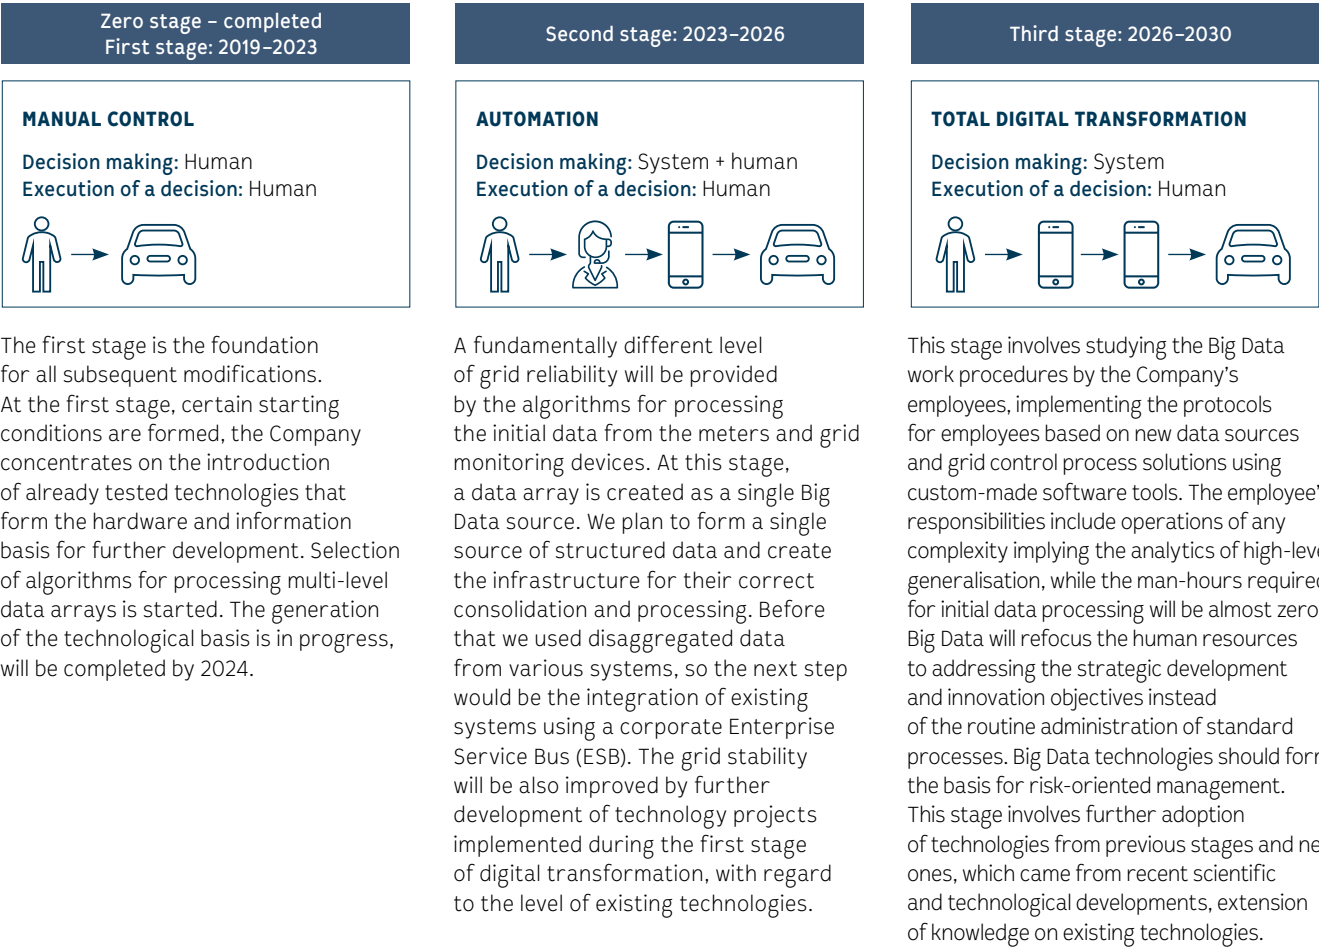 Zero stage – completed
First stage: 2019–2023
MANUAL CONTROL
Decision making: Human
Execution of a decision: Human
The first stage is the foundation
for all subsequent modifications.
At the first stage, certain starting
conditions are formed, the Company
concentrates on the introduction
of already tested technologies that
form the hardware and information
basis for further development. Selection
of algorithms for processing multi-level
data arrays is started. The generation
of the technological basis is in progress,
will be completed by 2024.
Second stage: 2023–2026
AUTOMATION
Decision making: System + human
Execution of a decision: Human
A fundamentally different level
of grid reliability will be provided
by the algorithms for processing
the initial data from the meters and grid
monitoring devices. At this stage,
a data array is created as a single Big
Data source. We plan to form a single
source of structured data and create
the infrastructure for their correct
consolidation and processing. Before
that we used disaggregated data
from various systems, so the next step
would be the integration of existing
systems using a corporate Enterprise
Service Bus (ESB). The grid stability
will be also improved by further
development of technology projects
implemented during the first stage
of digital transformation, with regard
to the level of existing technologies.
Third stage: 2026–2030
TOTAL DIGITAL TRANSFORMATION
Decision making: System
Execution of a decision: Human
This stage involves studying the Big Data
work procedures by the Company’s
employees, implementing the protocols
for employees based on new data sources
and grid control process solutions using
custom-made software tools. The employee’
responsibilities include operations of any
complexity implying the analytics of high-leve
generalisation, while the man-hours required
for initial data processing will be almost zero
Big Data will refocus the human resources
to addressing the strategic development
and innovation objectives instead
of the routine administration of standard
processes. Big Data technologies should form
the basis for risk-oriented management.
This stage involves further adoption
of technologies from previous stages and ne
ones, which came from recent scientific
and technological developments, extension
of knowledge on existing technologies.